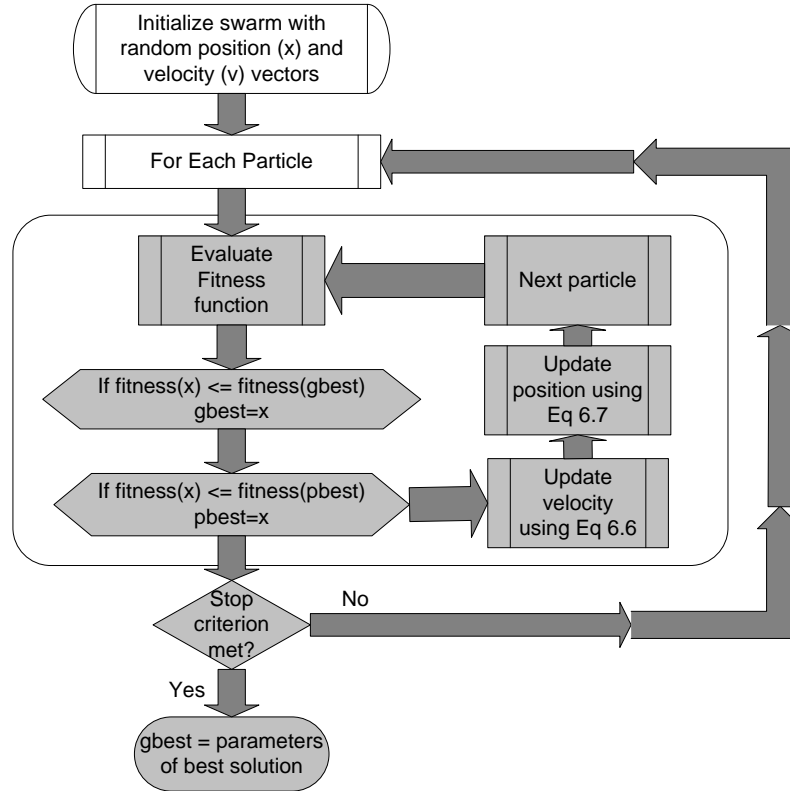 Initialize swarm with
random position (x) and
velocity (v) vectors
For Each Particle
Evaluate
Fitness
function
Next particle
If fitness(x) <= fitness(gbest)
gbest=x
Update
position using
Eq 6.7
If fitness(x) <= fitness(pbest)
pbest=x
Update
velocity
using Eq 6.6
Stop
criterion
met?
No
Yes
gbest = parameters
of best solution